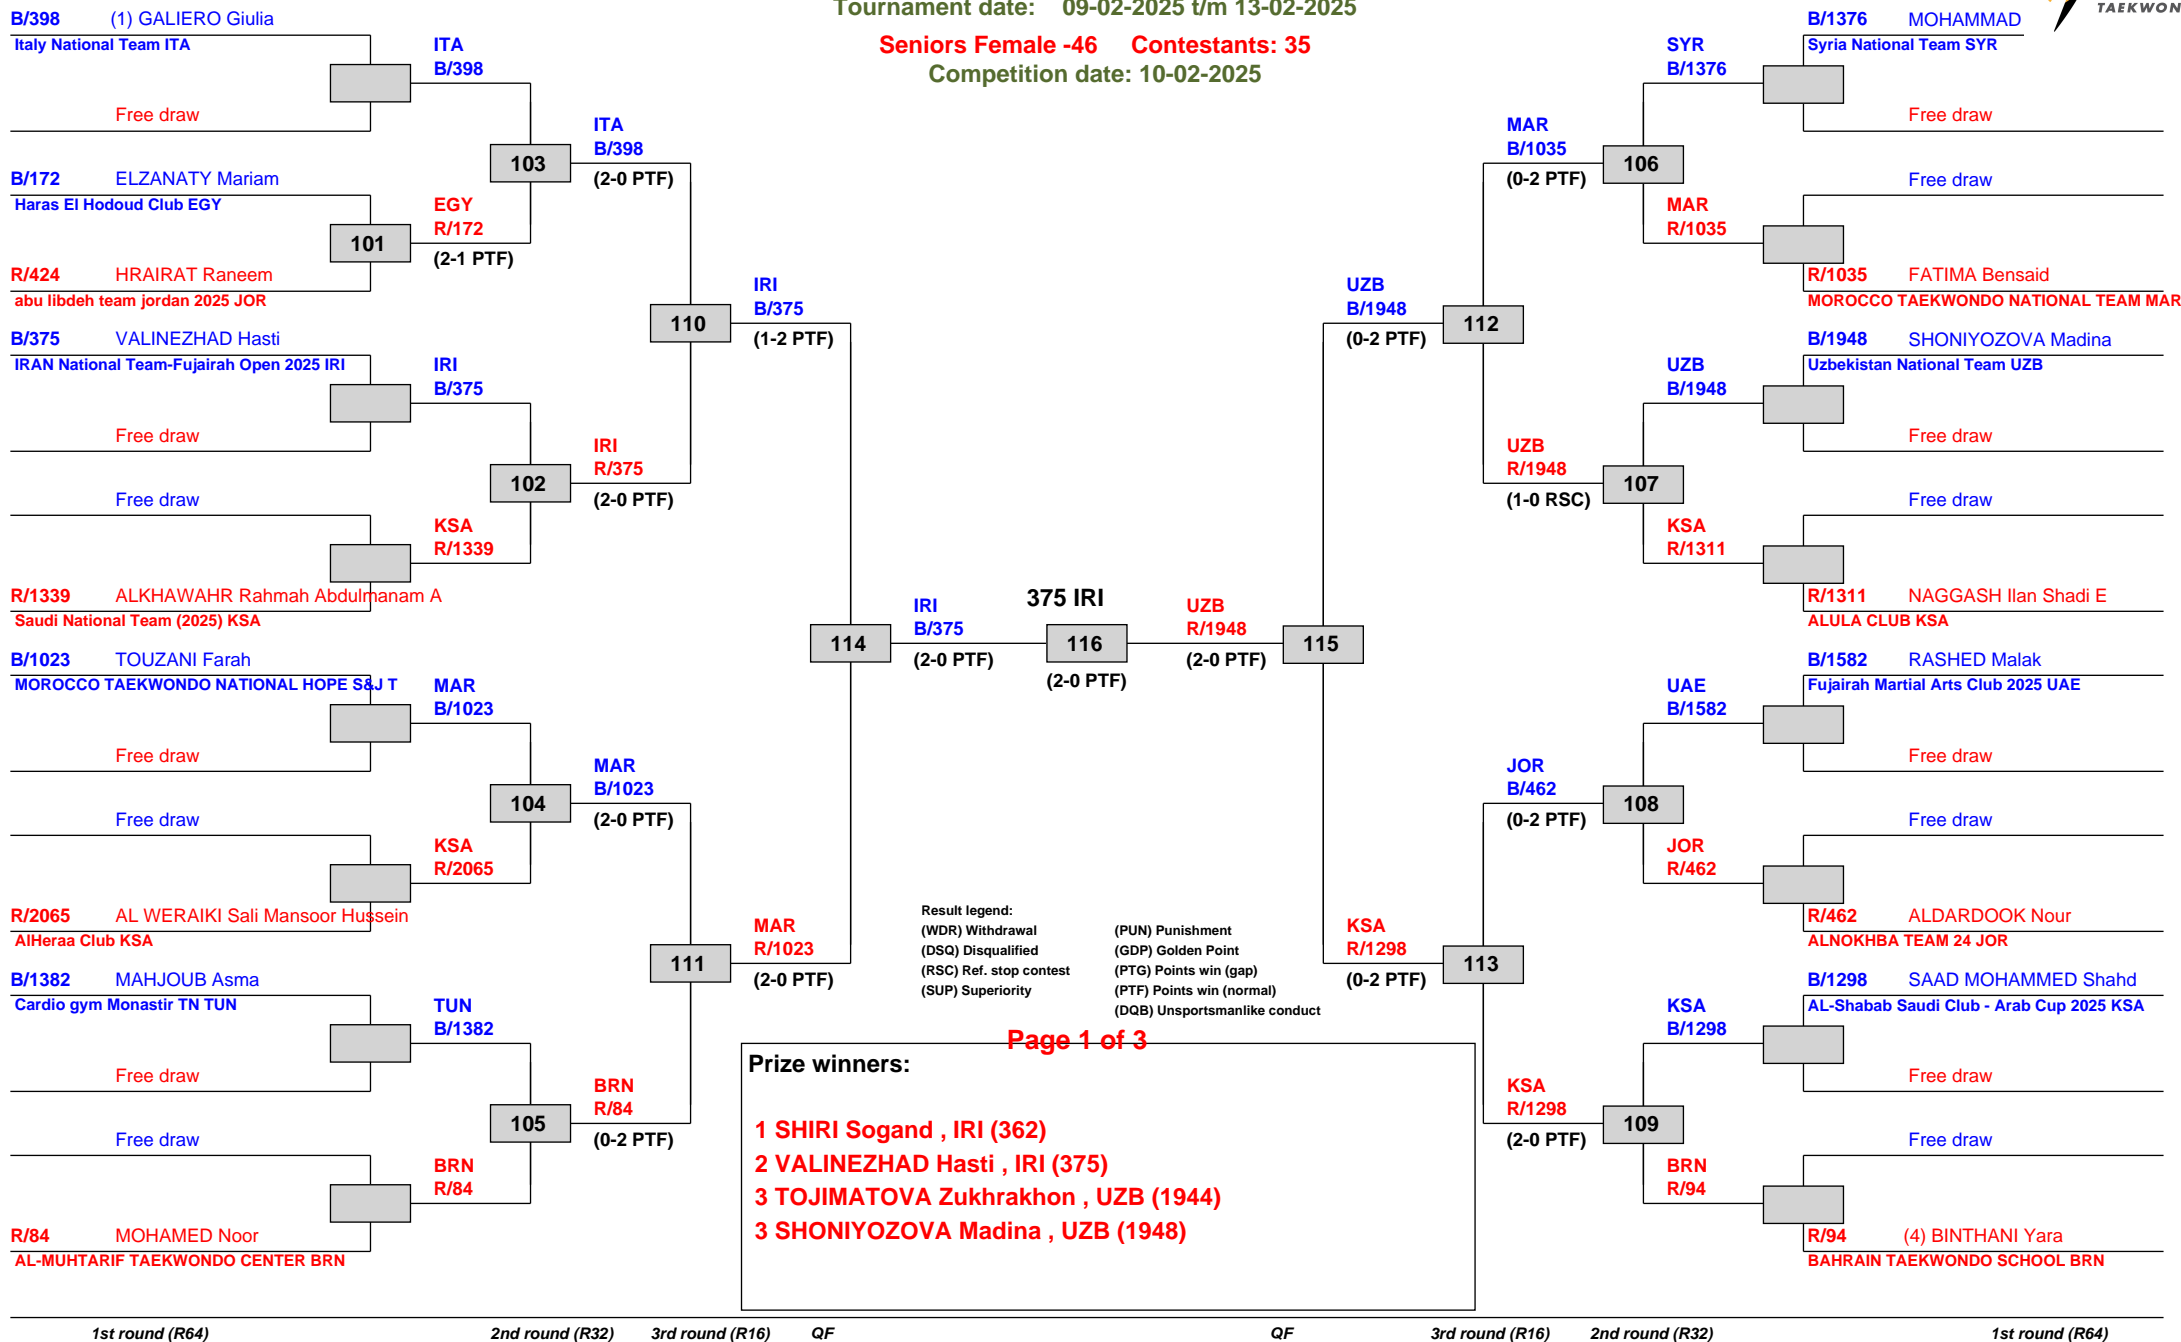 Tournament date: 09-02-2025 t/m 13-02-2025
Seniors Female -46 Contestants: 35
Competition date: 10-02-2025
TAEKWON
B/398 (1) GALIERO Giulia
Italy National Team ITA
Free draw
B/172 ELZANATY Mariam
Haras El Hodoud Club EGY
R/424 HRAIRAT Raneem
abu libdeh team jordan 2025 JOR
B/375 VALINEZHAD Hasti
IRAN National Team-Fujairah Open 2025 IRI
Free draw
Free draw
R/1339 ALKHAWAHR Rahmah Abdulmanam A
Saudi National Team (2025) KSA
B/1023 TOUZANI Farah
MOROCCO TAEKWONDO NATIONAL HOPE S&J T
Free draw
Free draw
R/2065 AL WERAIKI Sali Mansoor Hussein
AlHeraa Club KSA
B/1382 MAHJOUB Asma
Cardio gym Monastir TN TUN
Free draw
Free draw
R/84 MOHAMED Noor
AL-MUHTARIF TAEKWONDO CENTER BRN
101
ITA
B/398
EGY
R/172
(2-1 PTF)
IRI
B/375
KSA
R/1339
MAR
B/1023
KSA
R/2065
TUN
B/1382
BRN
R/84
103
102
104
105
ITA
B/398
(2-0 PTF)
IRI
R/375
(2-0 PTF)
MAR
B/1023
(2-0 PTF)
BRN
R/84
(0-2 PTF)
110
111
IRI
B/375
(1-2 PTF)
MAR
R/1023
(2-0 PTF)
114
IRI
B/375
(2-0 PTF)
375 IRI
116
(2-0 PTF)
UZB
R/1948
(2-0 PTF)
115
UZB
B/1948
(0-2 PTF)
KSA
R/1298
(0-2 PTF)
112
113
MAR
B/1035
(0-2 PTF)
UZB
R/1948
(1-0 RSC)
JOR
B/462
(0-2 PTF)
KSA
R/1298
(2-0 PTF)
106
107
108
109
SYR
B/1376
MAR
R/1035
UZB
B/1948
KSA
R/1311
UAE
B/1582
JOR
R/462
KSA
B/1298
BRN
R/94
B/1376 MOHAMMAD
Syria National Team SYR
Free draw
Free draw
R/1035 FATIMA Bensaid
MOROCCO TAEKWONDO NATIONAL TEAM MAR
B/1948 SHONIYOZOVA Madina
Uzbekistan National Team UZB
Free draw
Free draw
R/1311 NAGGASH Ilan Shadi E
ALULA CLUB KSA
B/1582 RASHED Malak
Fujairah Martial Arts Club 2025 UAE
Free draw
Free draw
R/462 ALDARDOOK Nour
ALNOKHBA TEAM 24 JOR
B/1298 SAAD MOHAMMED Shahd
AL-Shabab Saudi Club - Arab Cup 2025 KSA
Free draw
Free draw
R/94 (4) BINTHANI Yara
BAHRAIN TAEKWONDO SCHOOL BRN
Result legend:
(WDR) Withdrawal (PUN) Punishment
(DSQ) Disqualified (GDP) Golden Point
(RSC) Ref. stop contest (PTG) Points win (gap)
(SUP) Superiority (PTF) Points win (normal)
(DQB) Unsportsmanlike conduct
Page 1 of 3
Prize winners:
1 SHIRI Sogand , IRI (362)
2 VALINEZHAD Hasti , IRI (375)
3 TOJIMATOVA Zukhrakhon , UZB (1944)
3 SHONIYOZOVA Madina , UZB (1948)
1st round (R64) 2nd round (R32) 3rd round (R16) QF QF 3rd round (R16) 2nd round (R32) 1st round (R64)